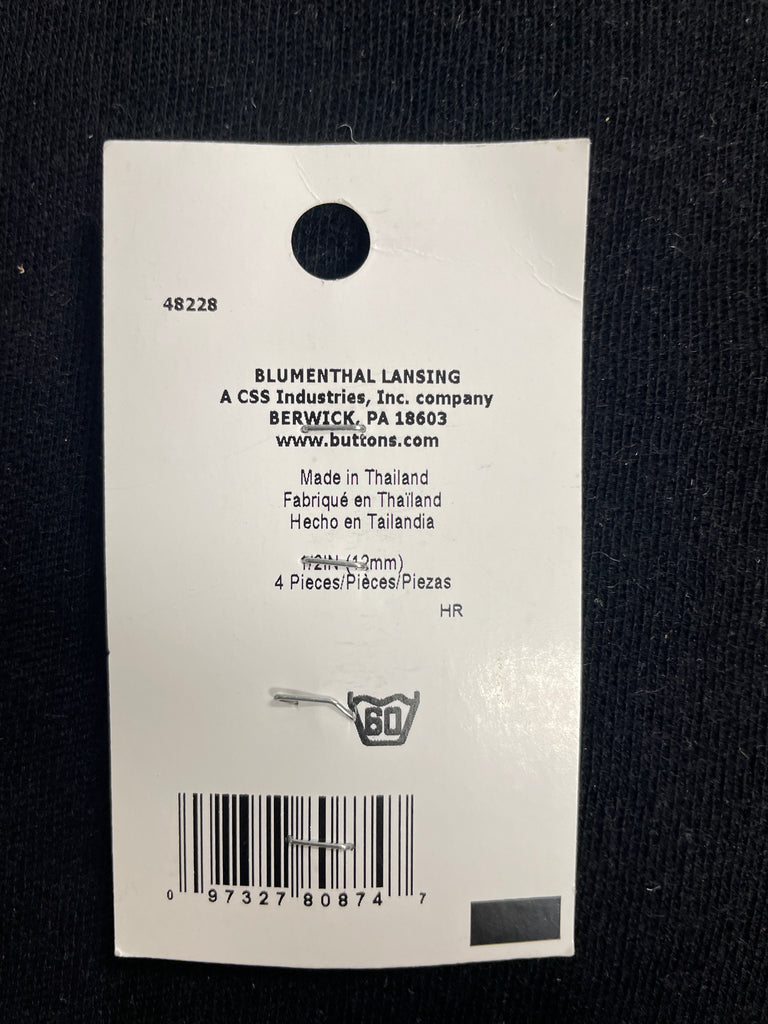 48228
BLUMENTHAL LANSING
A CSS Industries, Inc. company
BERWICK, PA 18603
www.buttons.com
Made in Thailand
Fabriqué en Thaïland
Hecho en Tailandia
1/2IN (13mm)
4 Pieces/Pièces/Piezas
HR
60
0 97327 80874 7